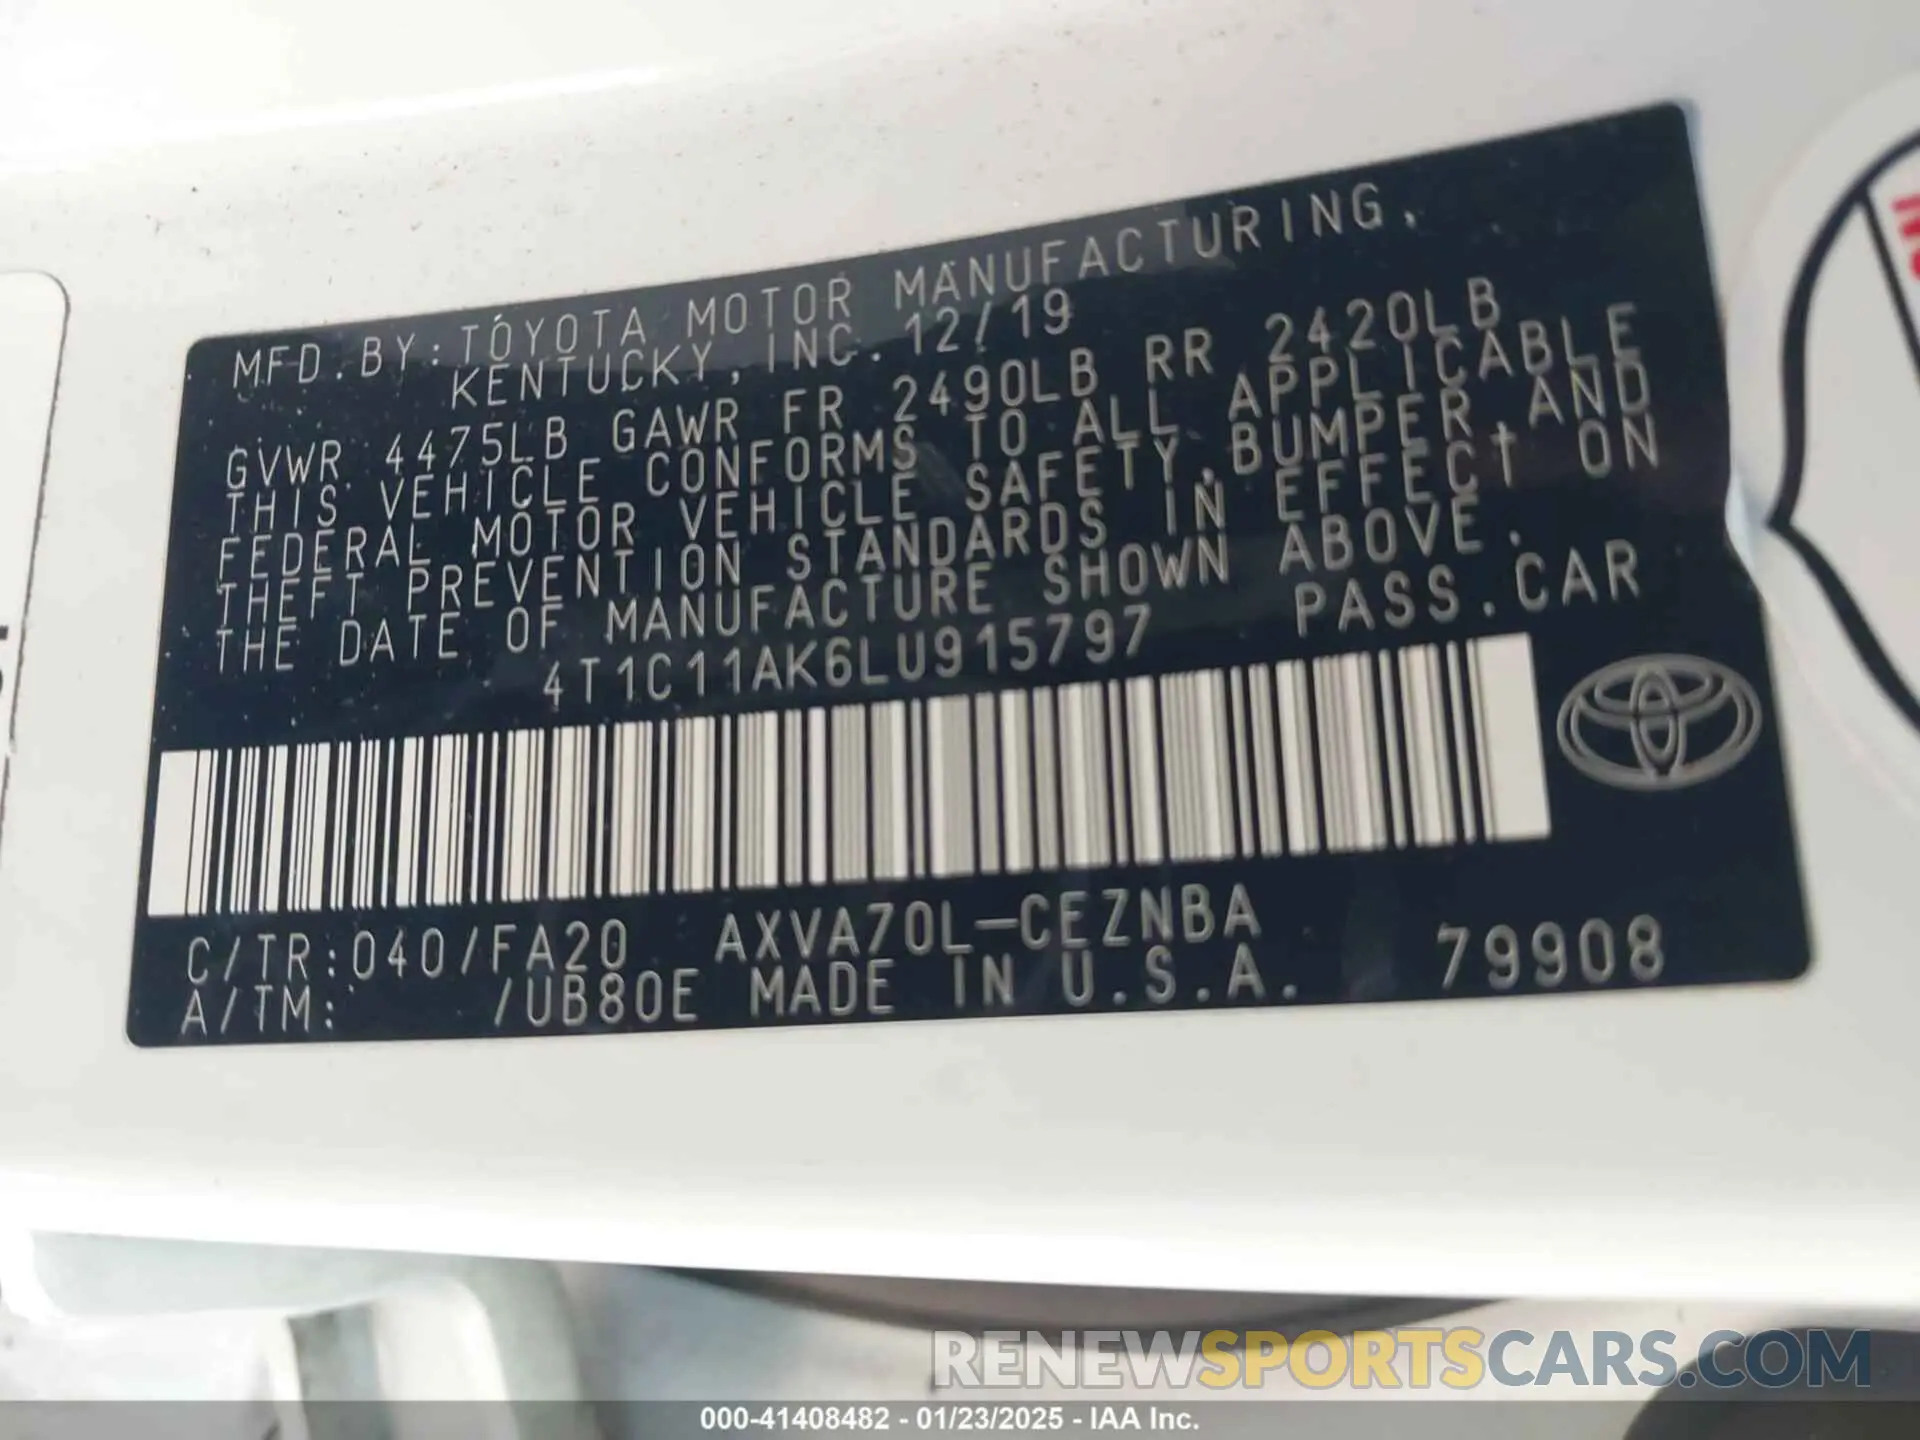 MFD.BY:TOYOTA MOTOR MANUFACTURING,
KENTUCKY, INC. 12/19
GVWR 4475LB GAWR FR 2490LB RR 2420LB
THIS VEHICLE CONFORMS TO ALL APPLICABLE
FEDERAL MOTOR VEHICLE SAFETY,BUMPER,AND
THEFT PREVENTION STANDARDS IN EFFECT ON
THE DATE OF MANUFACTURE SHOWN ABOVE.
4T1C11AK6LU915797 PASS.CAR
C/TR:040/FA20 AXVA70L-CEZNBA
A/TM: /UB80E MADE IN U.S.A. 79908
RENEWSPORTSCARS.COM
000-41408482 - 01/23/2025 - IAA Inc.